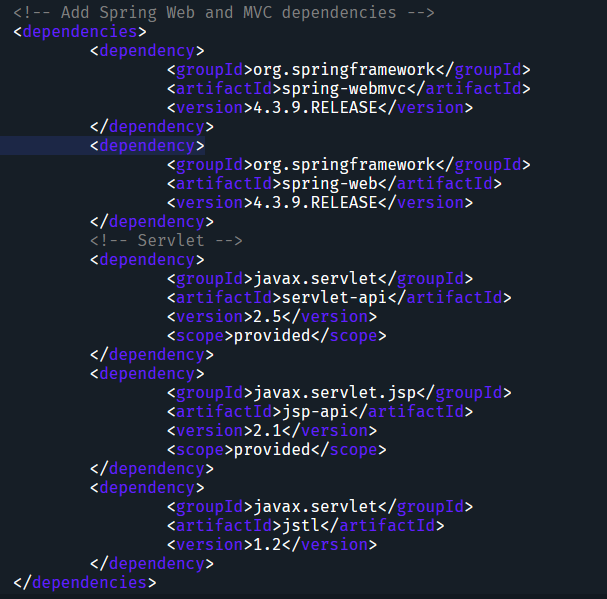 <!-- Add Spring Web and MVC dependencies -->
<dependencies>
        <dependency>
                <groupId>org.springframework</groupId>
                <artifactId>spring-webmvc</artifactId>
                <version>4.3.9.RELEASE</version>
        </dependency>
        <dependency>
                <groupId>org.springframework</groupId>
                <artifactId>spring-web</artifactId>
                <version>4.3.9.RELEASE</version>
        </dependency>
        <!-- Servlet -->
        <dependency>
                <groupId>javax.servlet</groupId>
                <artifactId>servlet-api</artifactId>
                <version>2.5</version>
                <scope>provided</scope>
        </dependency>
        <dependency>
                <groupId>javax.servlet.jsp</groupId>
                <artifactId>jsp-api</artifactId>
                <version>2.1</version>
                <scope>provided</scope>
        </dependency>
        <dependency>
                <groupId>javax.servlet</groupId>
                <artifactId>jstl</artifactId>
                <version>1.2</version>
        </dependency>
</dependencies>